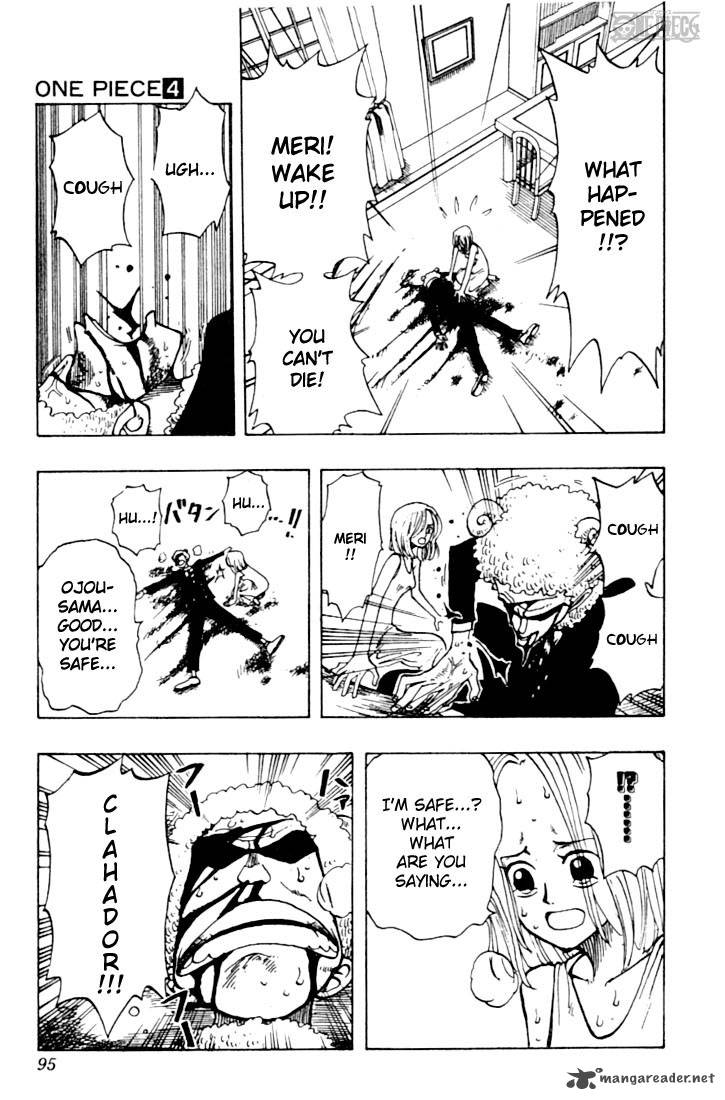 ONE PIECE 4
WHAT
HAP-
PENED
!!?
MERI!
WAKE
UP!!
YOU
CAN'T
DIE!
UGH...
COUGH
COUGH
COUGH
MERI
!!
HU...
バタン
...!!
HU...!
OJOU-
SAMA...
GOOD...
YOU'RE
SAFE...
!?......
I'M SAFE...?
WHAT...
WHAT
ARE YOU
SAYING...
CLAHADOR!!!
95
mangareader.net